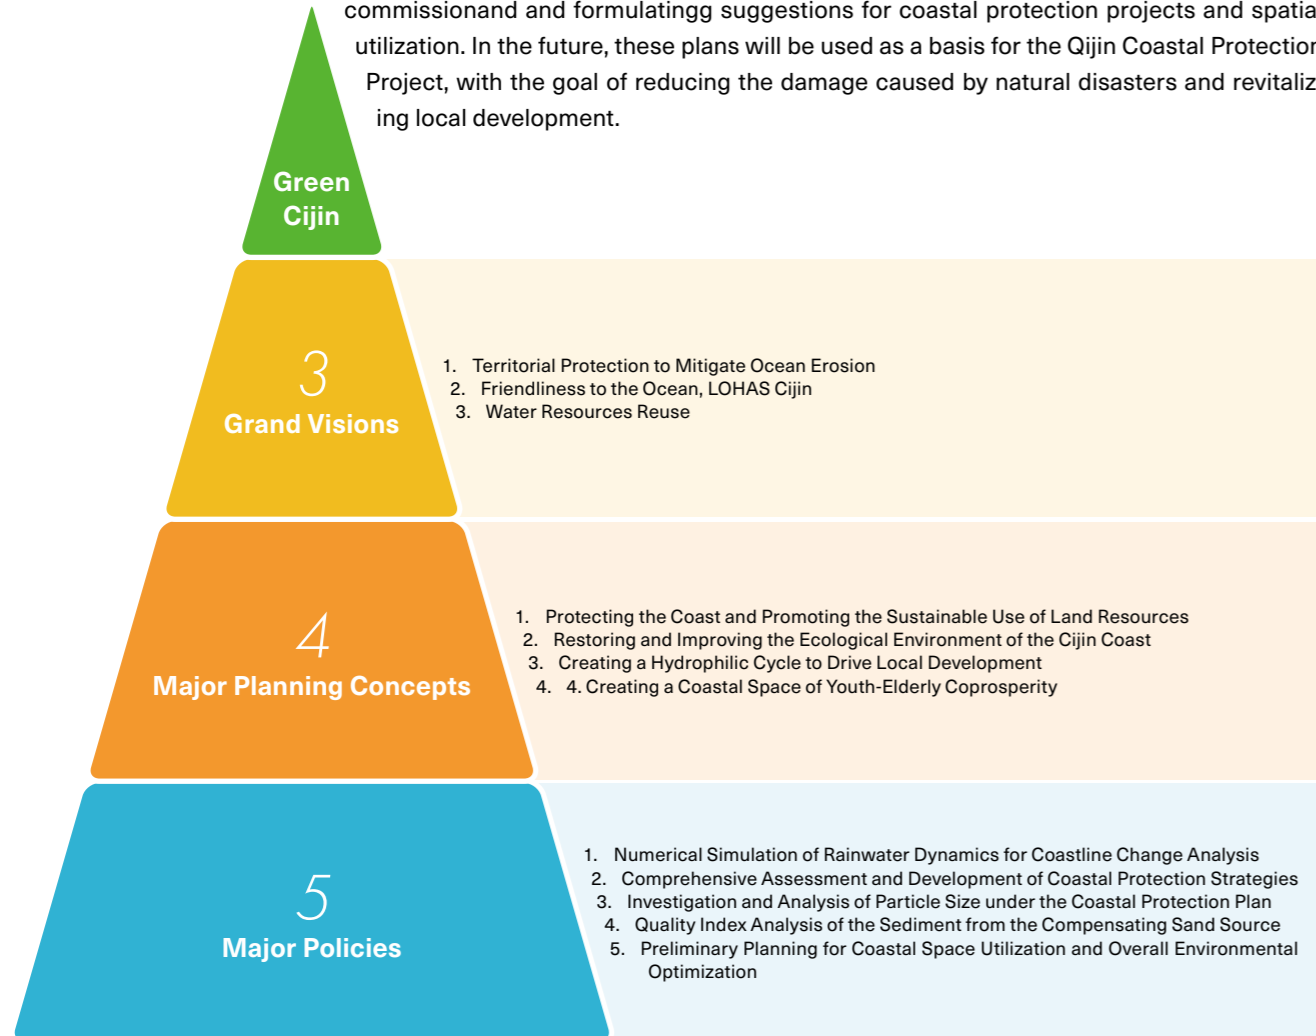 commissionand and formulatingg suggestions for coastal protection projects and spatia
utilization. In the future, these plans will be used as a basis for the Qijin Coastal Protection
Project, with the goal of reducing the damage caused by natural disasters and revitaliz
ing local development.
Green
Cijin
3
Grand Visions
1. Territorial Protection to Mitigate Ocean Erosion
2. Friendliness to the Ocean, LOHAS Cijin
3. Water Resources Reuse
4
Major Planning Concepts
1. Protecting the Coast and Promoting the Sustainable Use of Land Resources
2. Restoring and Improving the Ecological Environment of the Cijin Coast
3. Creating a Hydrophilic Cycle to Drive Local Development
4. 4. Creating a Coastal Space of Youth-Elderly Coprosperity
5
Major Policies
1. Numerical Simulation of Rainwater Dynamics for Coastline Change Analysis
2. Comprehensive Assessment and Development of Coastal Protection Strategies
3. Investigation and Analysis of Particle Size under the Coastal Protection Plan
4. Quality Index Analysis of the Sediment from the Compensating Sand Source
5. Preliminary Planning for Coastal Space Utilization and Overall Environmental
Optimization